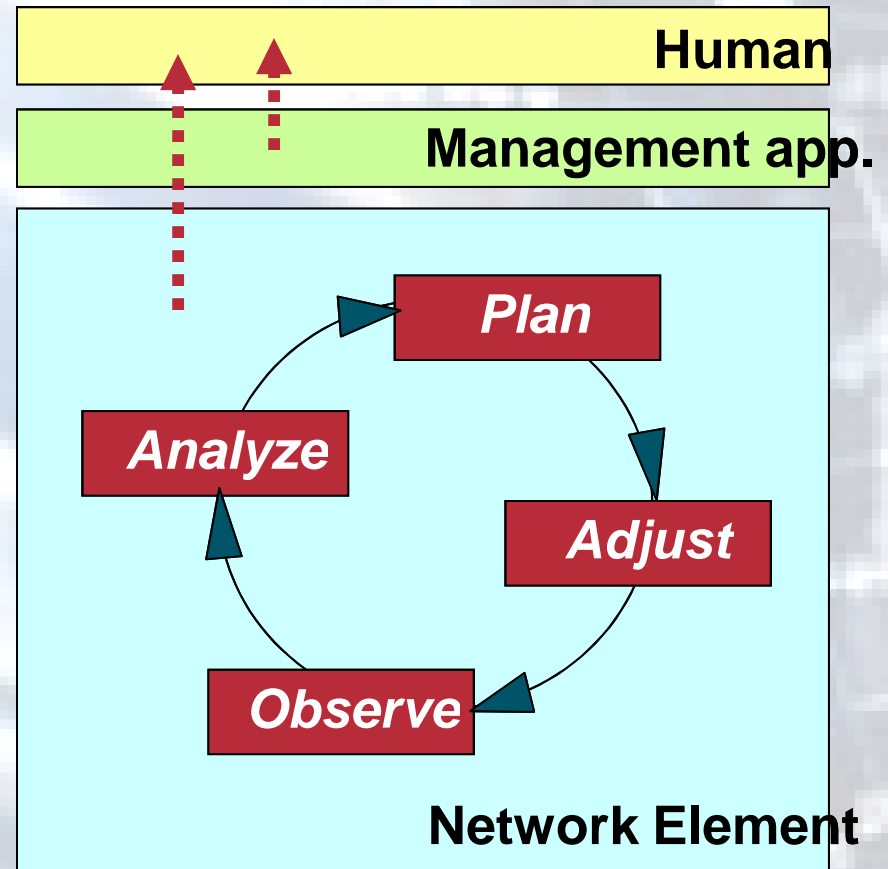 Human
Management app.
Plan
Analyze
Adjust
Observe
Network Element